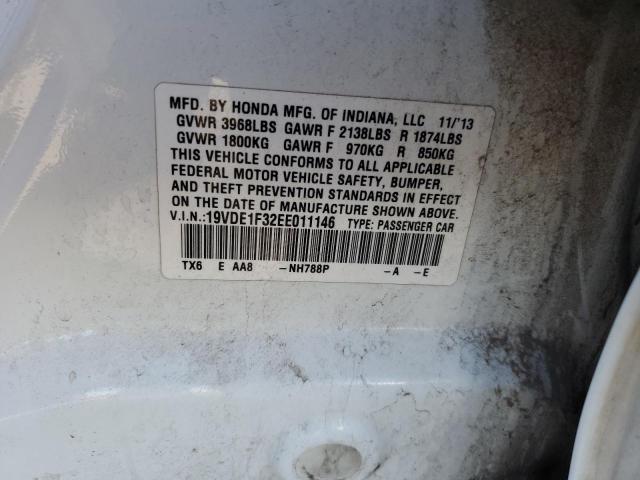 MFD. BY HONDA MFG. OF INDIANA, LLC 11/'13
GVWR 3968LBS GAWR F 2138LBS R 1874LBS
GVWR 1800KG GAWR F 970KG R 850KG
THIS VEHICLE CONFORMS TO ALL APPLICABLE
FEDERAL MOTOR VEHICLE SAFETY, BUMPER,
AND THEFT PREVENTION STANDARDS IN EFFECT
ON THE DATE OF MANUFACTURE SHOWN ABOVE.
V.I.N.:19VDE1F32EE011146 TYPE: PASSENGER CAR
TX6 E AA8 -NH788P -A -E